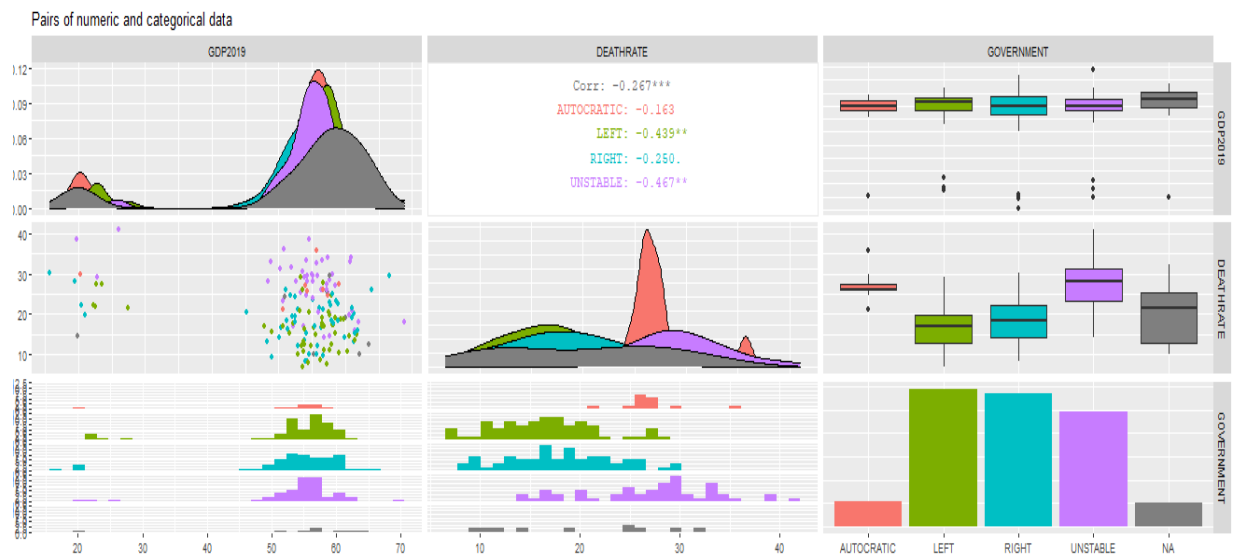 Pairs of numeric and categorical data
GDP2019
DEATHRATE
GOVERNMENT
0.12
0.09
0.06
0.03
0.00
Corr: -0.267***
AUTOCRATIC: -0.163
LEFT: -0.439**
RIGHT: -0.250.
UNSTABLE: -0.467**
GDP2019
40
30
20
10
DEATHRATE
GOVERNMENT
20 30 40 50 60 70
10 20 30 40
AUTOCRATIC LEFT RIGHT UNSTABLE NA